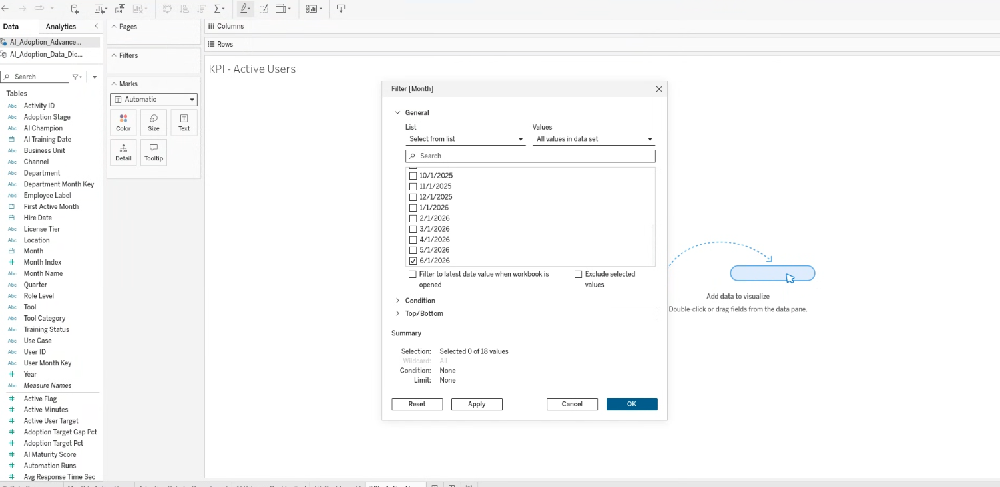 Data
Analytics
AI_Adoption_Advance...
AI_Adoption_Data_Dic...
Search
Tables
Abc Activity ID
Abc Adoption Stage
Abc AI Champion
AI Training Date
Abc Business Unit
Abc Channel
Abc Department
Abc Department Month Key
Abc Employee Label
First Active Month
Hire Date
Abc License Tier
Abc Location
Month
# Month Index
Abc Month Name
Abc Quarter
Abc Role Level
Abc Tool
Abc Tool Category
Abc Training Status
Abc Use Case
Abc User ID
Abc User Month Key
# Year
Abc Measure Names
# Active Flag
# Active Minutes
# Active User Target
# Adoption Target Gap Pct
# Adoption Target Pct
# AI Maturity Score
# Automation Runs
# Avg Response Time Sec
Pages
Filters
Marks
Automatic
Color Size Text
Detail Tooltip
Columns
Rows
KPI - Active Users
Filter [Month]
General
List Values
Select from list All values in data set
Search
10/1/2025
11/1/2025
12/1/2025
1/1/2026
2/1/2026
3/1/2026
4/1/2026
5/1/2026
6/1/2026
Filter to latest date value when workbook is
opened
Exclude selected
values
Condition
Top/Bottom
Summary
Selection: Selected 0 of 18 values
Wildcard: All
Condition: None
Limit: None
Reset Apply Cancel OK
Add data to visualize
Double-click or drag fields from the data pane.